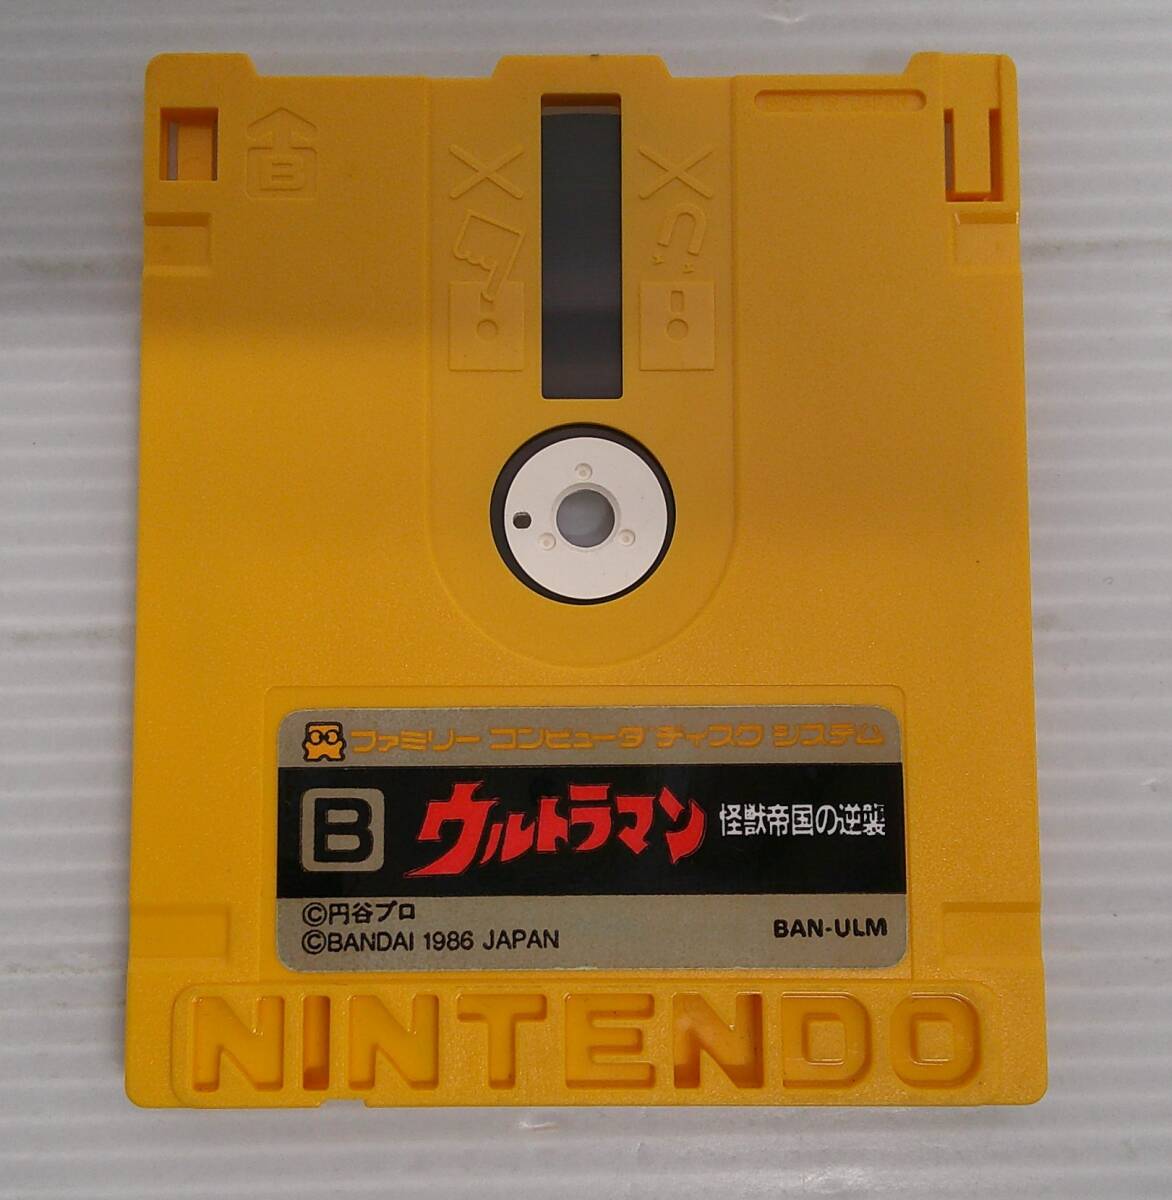 B
ファミリー コンピュータ ディスク システム
B ウルトラマン 怪獣帝国の逆襲
©円谷プロ
©BANDAI 1986 JAPAN BAN-ULM
NINTENDO